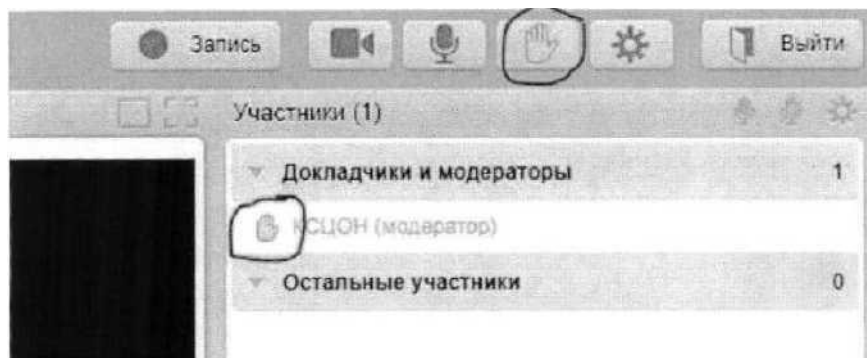 Запись
Выйти
Участники (1)
Докладчики и модераторы 1
КСЦОН (модератор)
Остальные участники 0